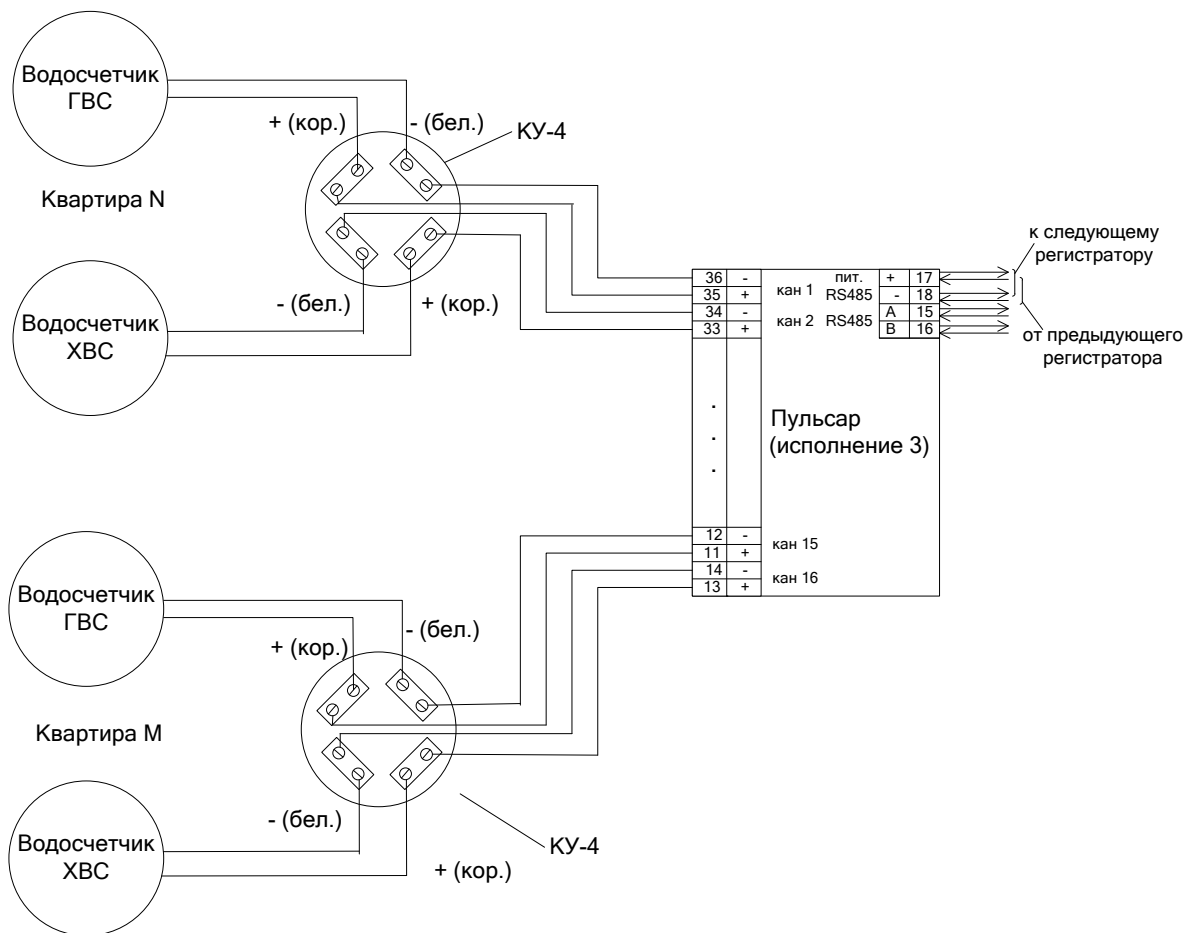 Водосчетчик
ГВС
+ (кор.)
- (бел.)
КУ-4
Квартира N
- (бел.)
+ (кор.)
Водосчетчик
ХВС
к следующему
регистратору
36 - кан 1 пит. + 17
35 + RS485 - 18
34 - кан 2 RS485 A 15
33 + B 16
от предыдущего
регистратора
.
.
.
Пульсар
(исполнение 3)
12 - кан 15
11 +
14 - кан 16
13 +
Водосчетчик
ГВС
+ (кор.)
- (бел.)
Квартира М
- (бел.)
+ (кор.)
КУ-4
Водосчетчик
ХВС